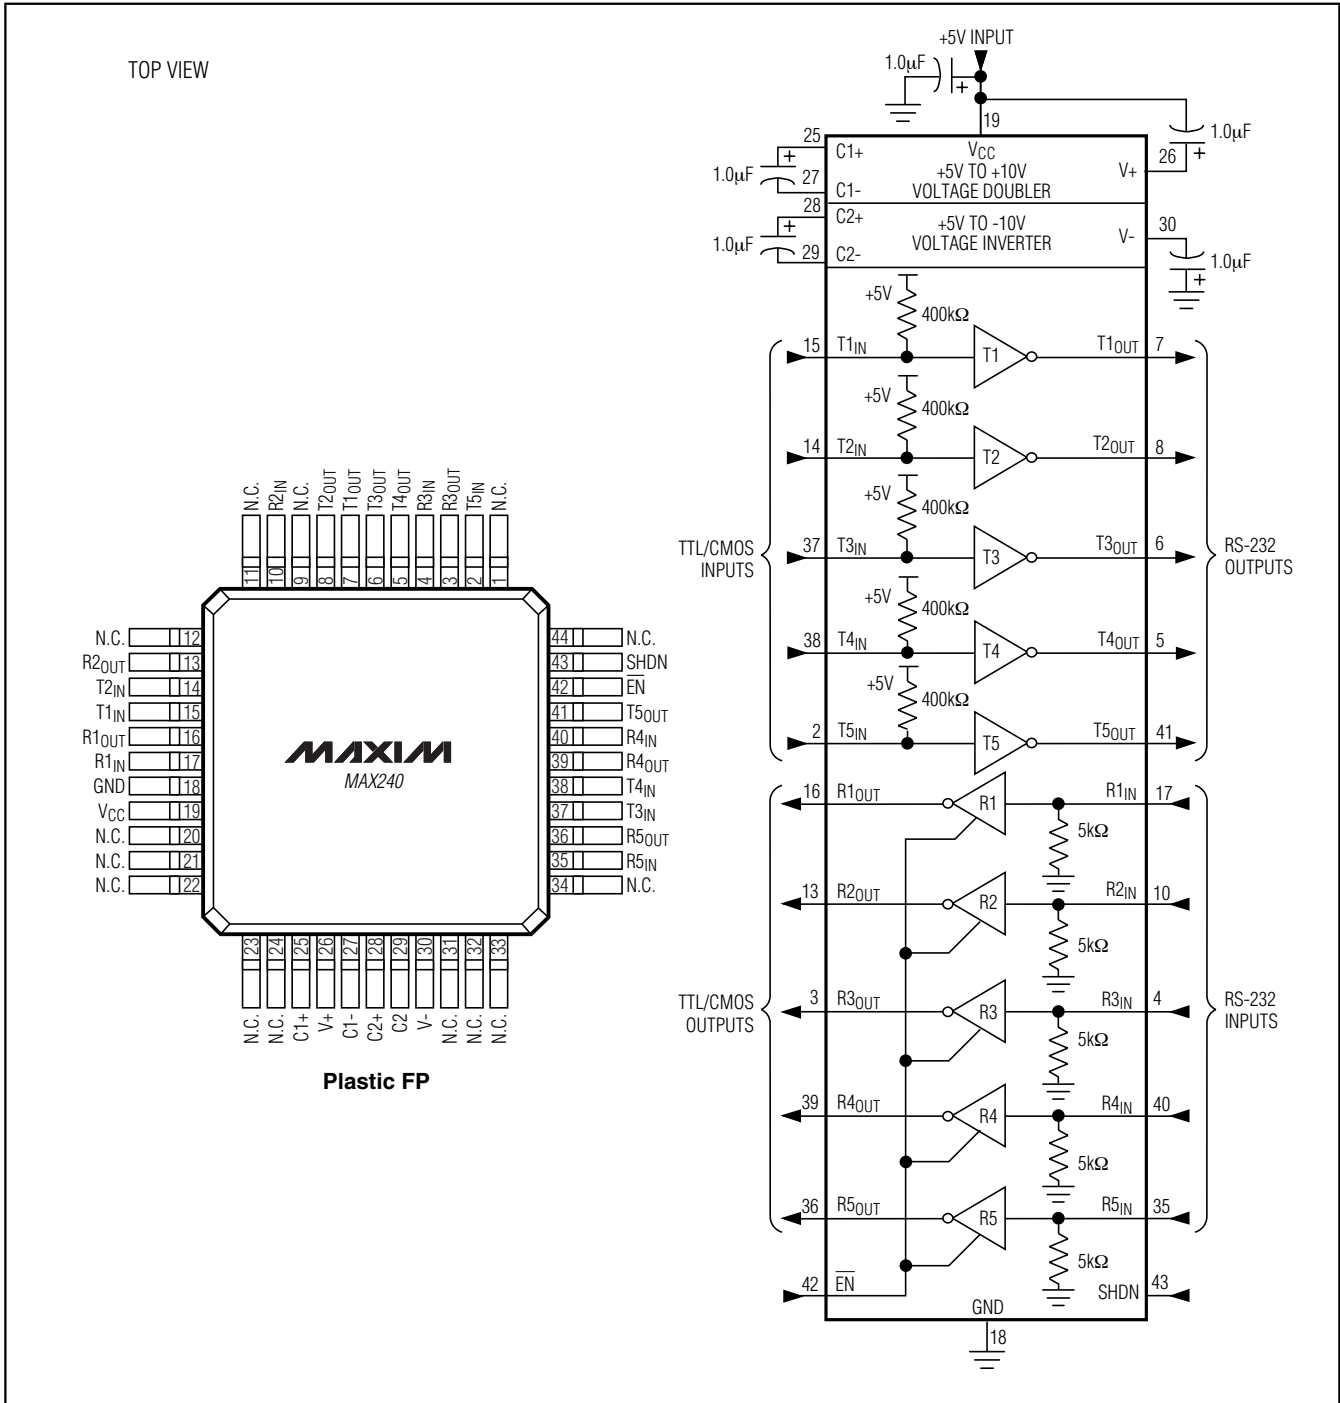 TOP VIEW
N.C.
R2IN
N.C.
T2OUT
T1OUT
T3OUT
T4OUT
R3IN
R3OUT
T5IN
N.C.
11
10
9
8
7
6
5
4
3
2
1
N.C. 12
R2OUT 13
T2IN 14
T1IN 15
R1OUT 16
R1IN 17
GND 18
VCC 19
N.C. 20
N.C. 21
N.C. 22
MAXIM
MAX240
44 N.C.
43 SHDN
42 E̅N̅
41 T5OUT
40 R4IN
39 R4OUT
38 T4IN
37 T3IN
36 R5OUT
35 R5IN
34 N.C.
23
24
25
26
27
28
29
30
31
32
33
N.C.
N.C.
C1+
V+
C1-
C2+
C2
V-
N.C.
N.C.
N.C.
Plastic FP
+5V INPUT
1.0µF
+
19
1.0µF
+
25
C1+
VCC
+5V TO +10V
VOLTAGE DOUBLER
V+
26
1.0µF
+
27
C1-
28
C2+
+5V TO -10V
VOLTAGE INVERTER
V-
30
1.0µF
+
29
C2-
1.0µF
+
+5V
400kΩ
15 T1IN T1 T1OUT 7
+5V
400kΩ
14 T2IN T2 T2OUT 8
+5V
400kΩ
TTL/CMOS
INPUTS
37 T3IN T3 T3OUT 6
RS-232
OUTPUTS
+5V
400kΩ
38 T4IN T4 T4OUT 5
+5V
400kΩ
2 T5IN T5 T5OUT 41
16 R1OUT R1 R1IN 17
5kΩ
13 R2OUT R2 R2IN 10
5kΩ
TTL/CMOS
OUTPUTS
3 R3OUT R3 R3IN 4
RS-232
INPUTS
5kΩ
39 R4OUT R4 R4IN 40
5kΩ
36 R5OUT R5 R5IN 35
5kΩ
42 E̅N̅ SHDN 43
GND
18